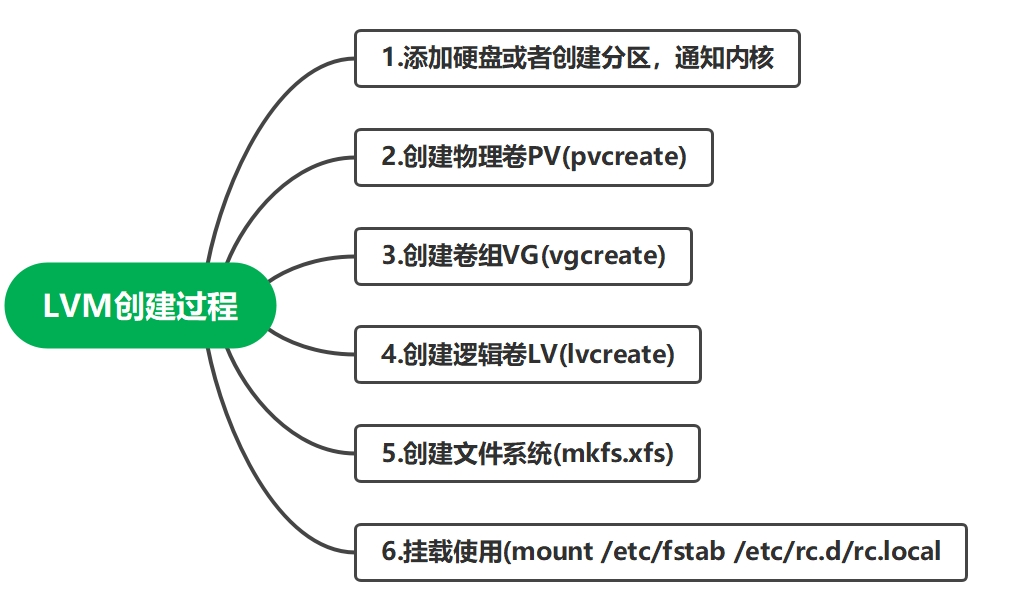 1.添加硬盘或者创建分区，通知内核
2.创建物理卷PV(pvcreate)
3.创建卷组VG(vgcreate)
LVM创建过程
4.创建逻辑卷LV(lvcreate)
5.创建文件系统(mkfs.xfs)
6.挂载使用(mount /etc/fstab /etc/rc.d/rc.local